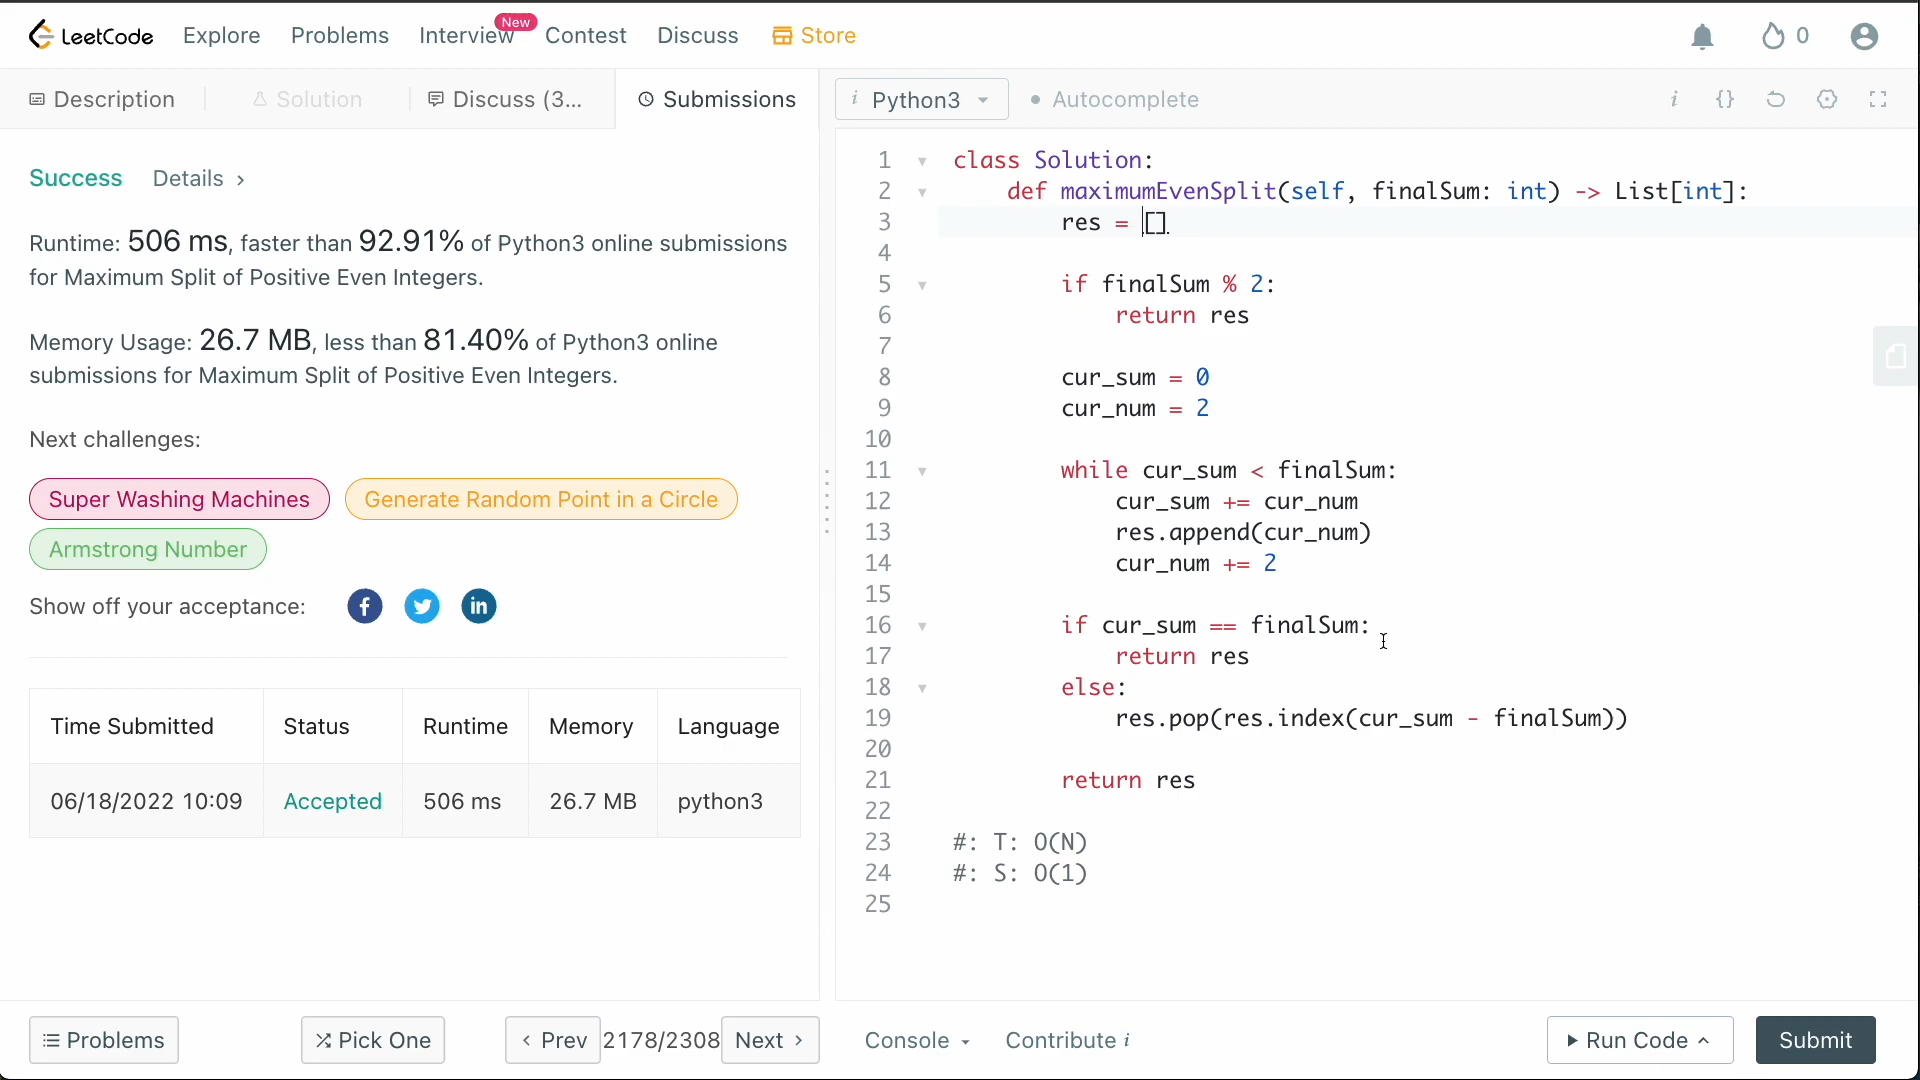 LeetCode Explore Problems Interview New Contest Discuss Store 0
Description Solution Discuss (3... Submissions
Success Details >
Runtime: 506 ms, faster than 92.91% of Python3 online submissions
for Maximum Split of Positive Even Integers.
Memory Usage: 26.7 MB, less than 81.40% of Python3 online
submissions for Maximum Split of Positive Even Integers.
Next challenges:
Super Washing Machines Generate Random Point in a Circle
Armstrong Number
Show off your acceptance:
Time Submitted Status Runtime Memory Language
06/18/2022 10:09 Accepted 506 ms 26.7 MB python3
Problems Pick One < Prev 2178/2308 Next >
i Python3 Autocomplete i {}
1 class Solution:
2 def maximumEvenSplit(self, finalSum: int) -> List[int]:
3 res = []
4
5 if finalSum % 2:
6 return res
7
8 cur_sum = 0
9 cur_num = 2
10
11 while cur_sum < finalSum:
12 cur_sum += cur_num
13 res.append(cur_num)
14 cur_num += 2
15
16 if cur_sum == finalSum:
17 return res
18 else:
19 res.pop(res.index(cur_sum - finalSum))
20
21 return res
22
23 #: T: O(N)
24 #: S: O(1)
25
Console Contribute i Run Code Submit